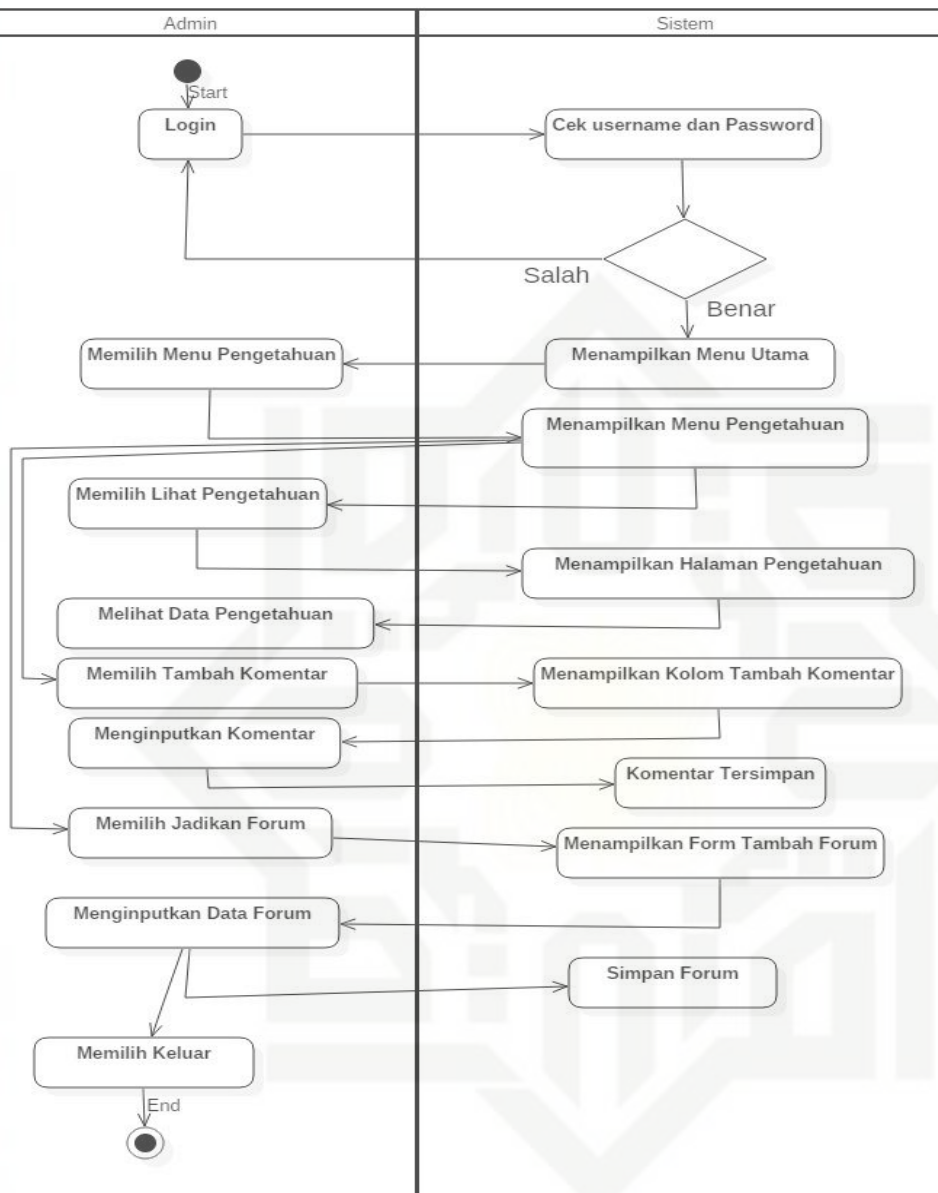 Admin
Sistem
Start
Login
Cek username dan Password
Salah
Benar
Memilih Menu Pengetahuan
Menampilkan Menu Utama
Menampilkan Menu Pengetahuan
Memilih Lihat Pengetahuan
Menampilkan Halaman Pengetahuan
Melihat Data Pengetahuan
Memilih Tambah Komentar
Menampilkan Kolom Tambah Komentar
Menginputkan Komentar
Komentar Tersimpan
Memilih Jadikan Forum
Menampilkan Form Tambah Forum
Menginputkan Data Forum
Simpan Forum
Memilih Keluar
End